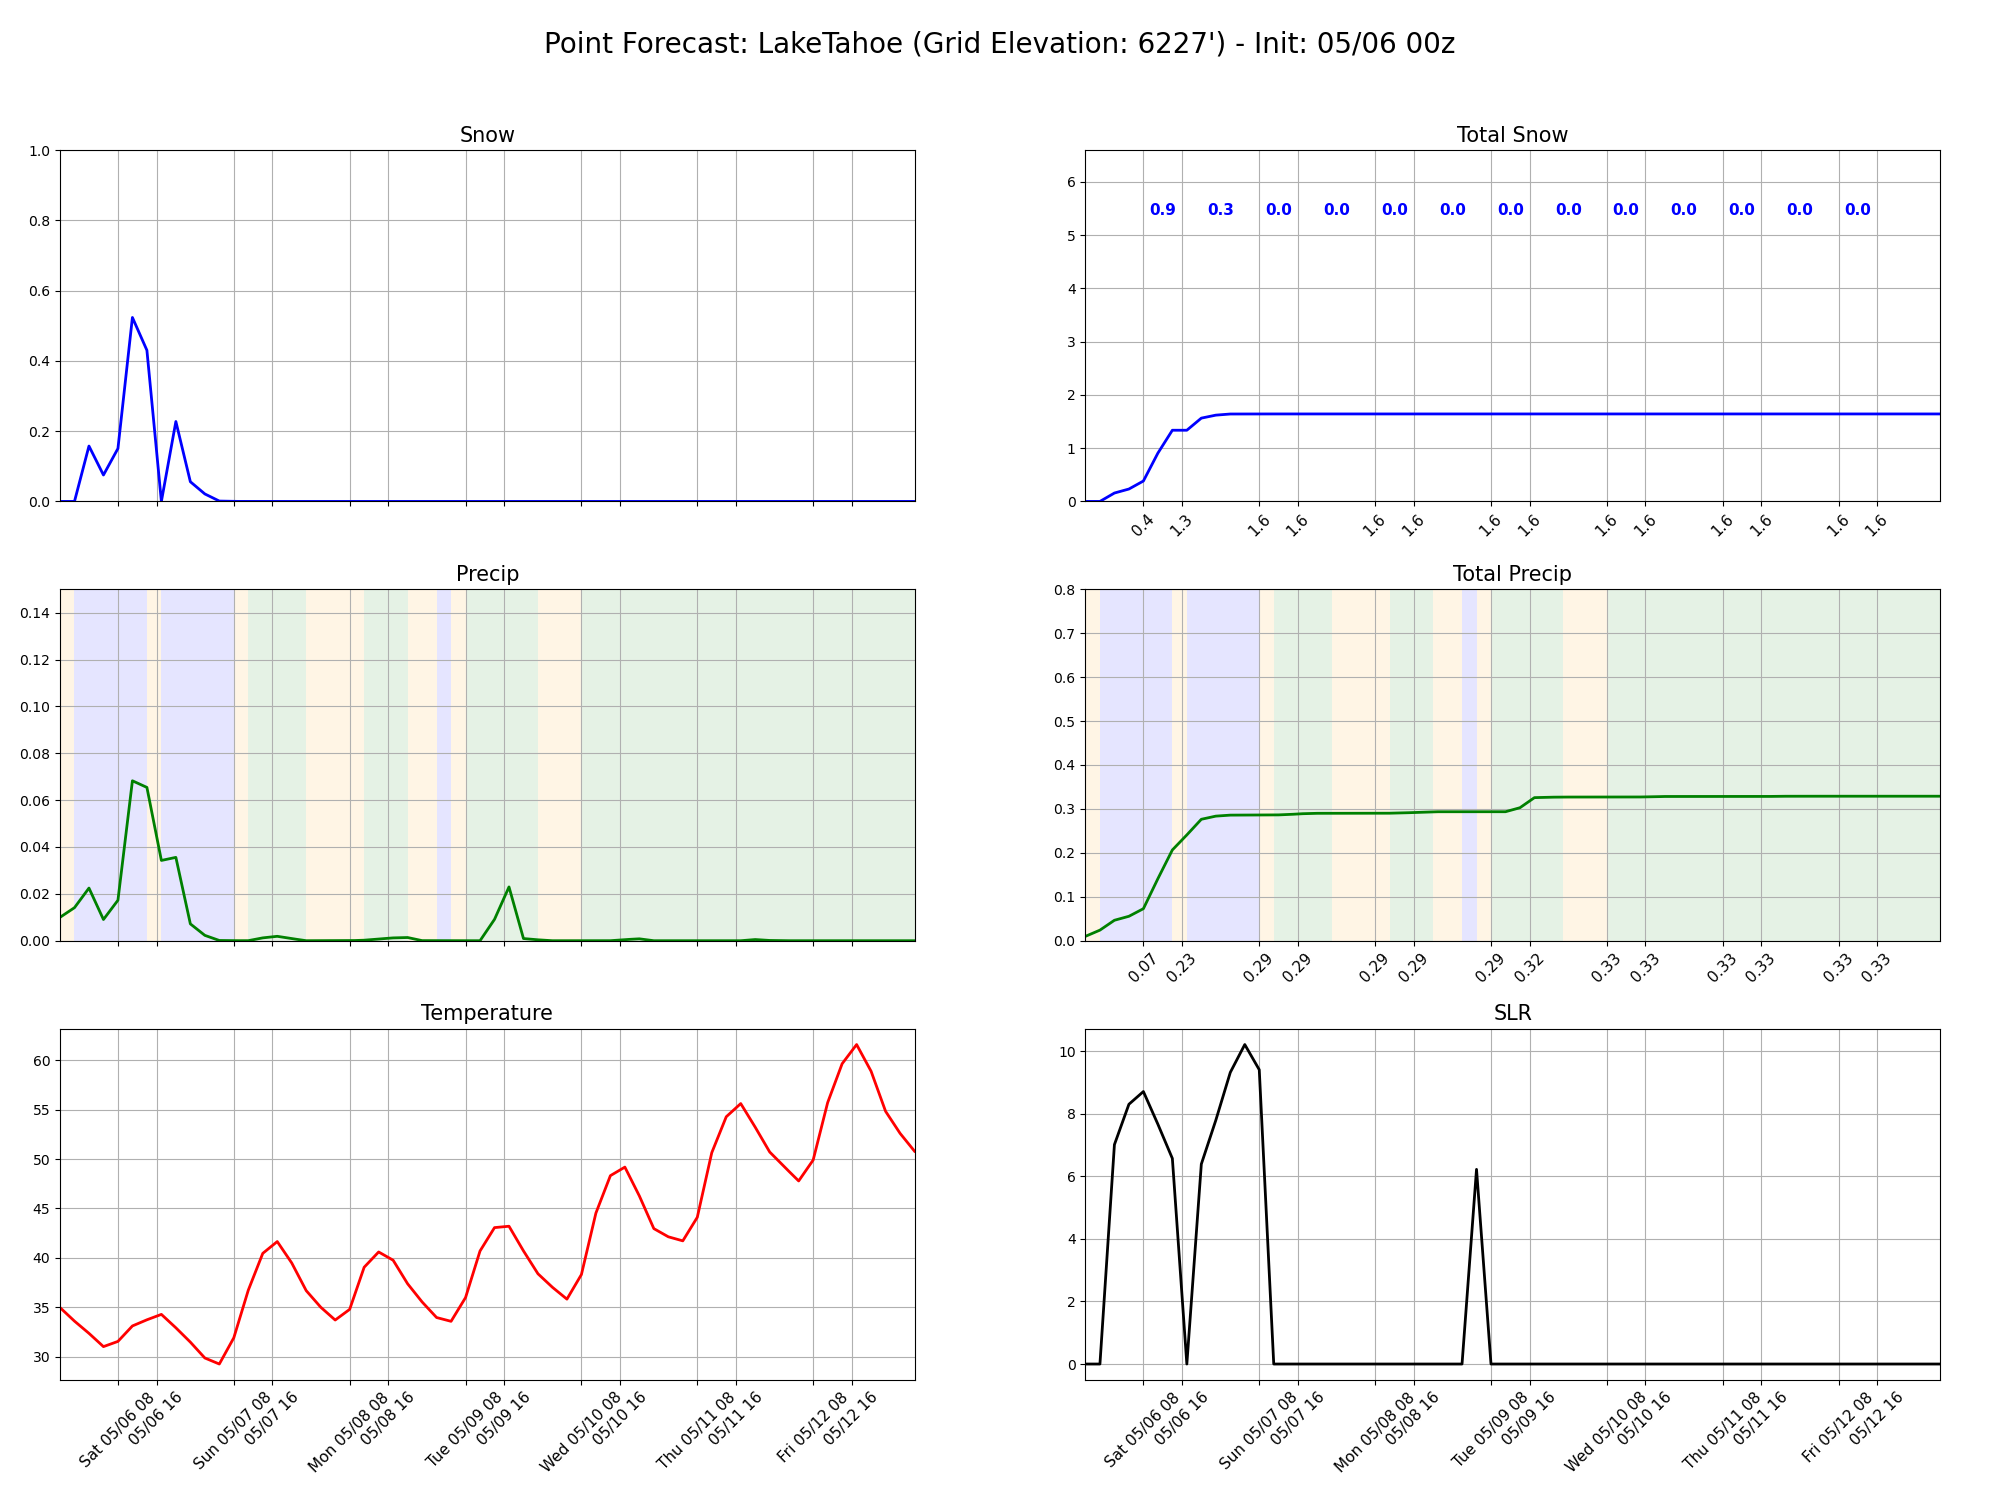 Point Forecast: LakeTahoe (Grid Elevation: 6227') - Init: 05/06 00z
Snow
1.0
0.8
0.6
0.4
0.2
0.0
Total Snow
6
5
4
3
2
1
0
0.9 0.3 0.0 0.0 0.0 0.0 0.0 0.0 0.0 0.0 0.0 0.0 0.0
0.4 1.3 1.6 1.6 1.6 1.6 1.6 1.6 1.6 1.6 1.6 1.6 1.6 1.6
Precip
0.14
0.12
0.10
0.08
0.06
0.04
0.02
0.00
Total Precip
0.8
0.7
0.6
0.5
0.4
0.3
0.2
0.1
0.0
0.07 0.23 0.29 0.29 0.29 0.29 0.29 0.32 0.33 0.33 0.33 0.33 0.33 0.33
Temperature
60
55
50
45
40
35
30
Sat 05/06 08
05/06 16
Sun 05/07 08
05/07 16
Mon 05/08 08
05/08 16
Tue 05/09 08
05/09 16
Wed 05/10 08
05/10 16
Thu 05/11 08
05/11 16
Fri 05/12 08
05/12 16
SLR
10
8
6
4
2
0
Sat 05/06 08
05/06 16
Sun 05/07 08
05/07 16
Mon 05/08 08
05/08 16
Tue 05/09 08
05/09 16
Wed 05/10 08
05/10 16
Thu 05/11 08
05/11 16
Fri 05/12 08
05/12 16